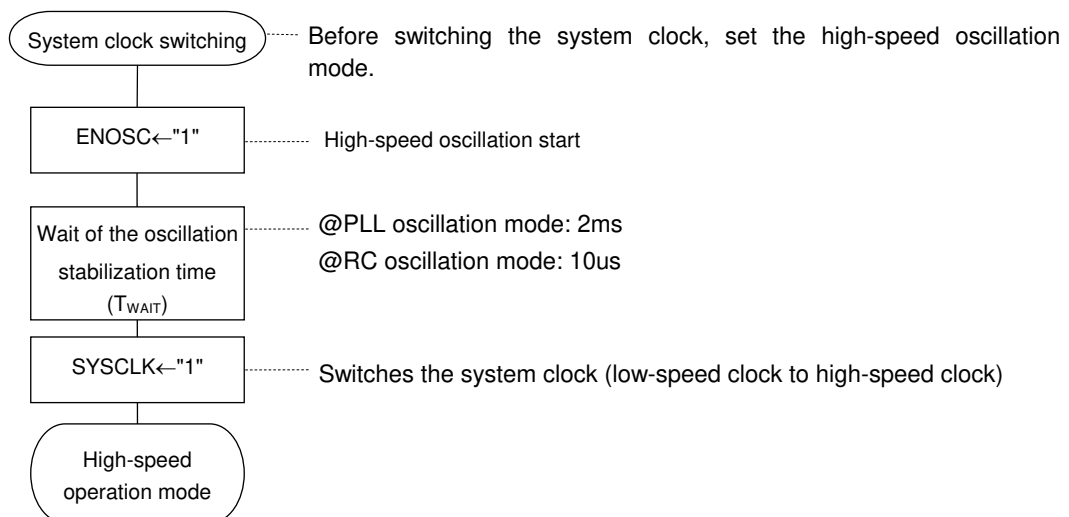 System clock switching
Before switching the system clock, set the high-speed oscillation
mode.
ENOSC←"1"
High-speed oscillation start
Wait of the oscillation
stabilization time
(TWAIT)
@PLL oscillation mode: 2ms
@RC oscillation mode: 10us
SYSCLK←"1"
Switches the system clock (low-speed clock to high-speed clock)
High-speed
operation mode